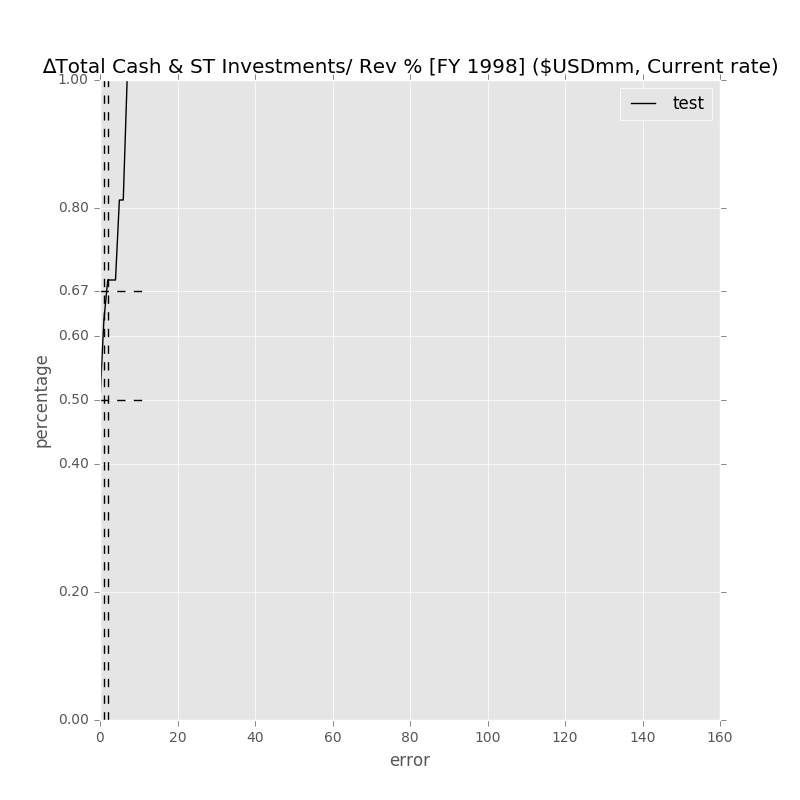 ΔTotal Cash & ST Investments/ Rev % [FY 1998] ($USDmm, Current rate)
1.00
test
0.80
0.67
0.60
percentage
0.50
0.40
0.20
0.00
0 20 40 60 80 100 120 140 160
error